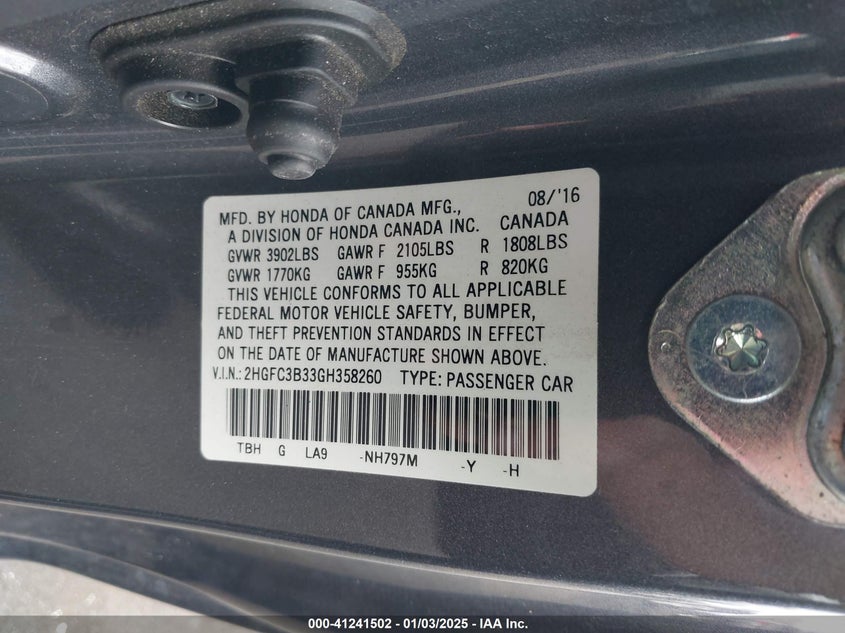 08/'16
MFD. BY HONDA OF CANADA MFG.,
A DIVISION OF HONDA CANADA INC. CANADA
GVWR 3902LBS GAWR F 2105LBS R 1808LBS
GVWR 1770KG GAWR F 955KG R 820KG
THIS VEHICLE CONFORMS TO ALL APPLICABLE
FEDERAL MOTOR VEHICLE SAFETY, BUMPER,
AND THEFT PREVENTION STANDARDS IN EFFECT
ON THE DATE OF MANUFACTURE SHOWN ABOVE.
V.I.N.: 2HGFC3B33GH358260 TYPE: PASSENGER CAR
TBH G LA9 -NH797M -Y -H
000-41241502 - 01/03/2025 - IAA Inc.